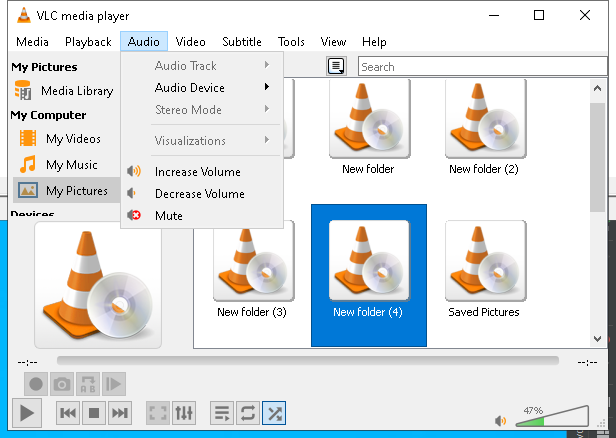 VLC media player
Media Playback Audio Video Subtitle Tools View Help
My Pictures
Media Library
My Computer
My Videos
My Music
My Pictures
Devices
Audio Track
Audio Device
Stereo Mode
Visualizations
Increase Volume
Decrease Volume
Mute
Search
New folder
New folder (2)
New folder (3)
New folder (4)
Saved Pictures
--:--
--:--
A B
47%